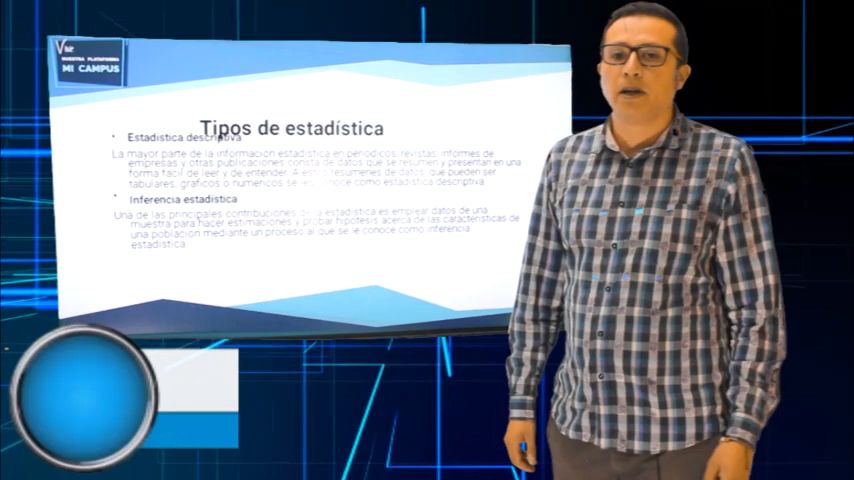 Vive
NUESTRA PLATAFORMA
MI CAMPUS
Tipos de estadística
• Estadística descriptiva
La mayor parte de la información estadística en periódicos, revistas, informes de
empresas y otras publicaciones consta de datos que se resumen y presentan en una
forma fácil de leer y de entender. A estos resúmenes de datos, que pueden ser
tabulares, gráficos o numéricos se les conoce como estadística descriptiva.
• Inferencia estadística
Una de las principales contribuciones de la estadística es emplear datos de una
muestra para hacer estimaciones y probar hipótesis acerca de las características de
una población mediante un proceso al que se le conoce como inferencia
estadística